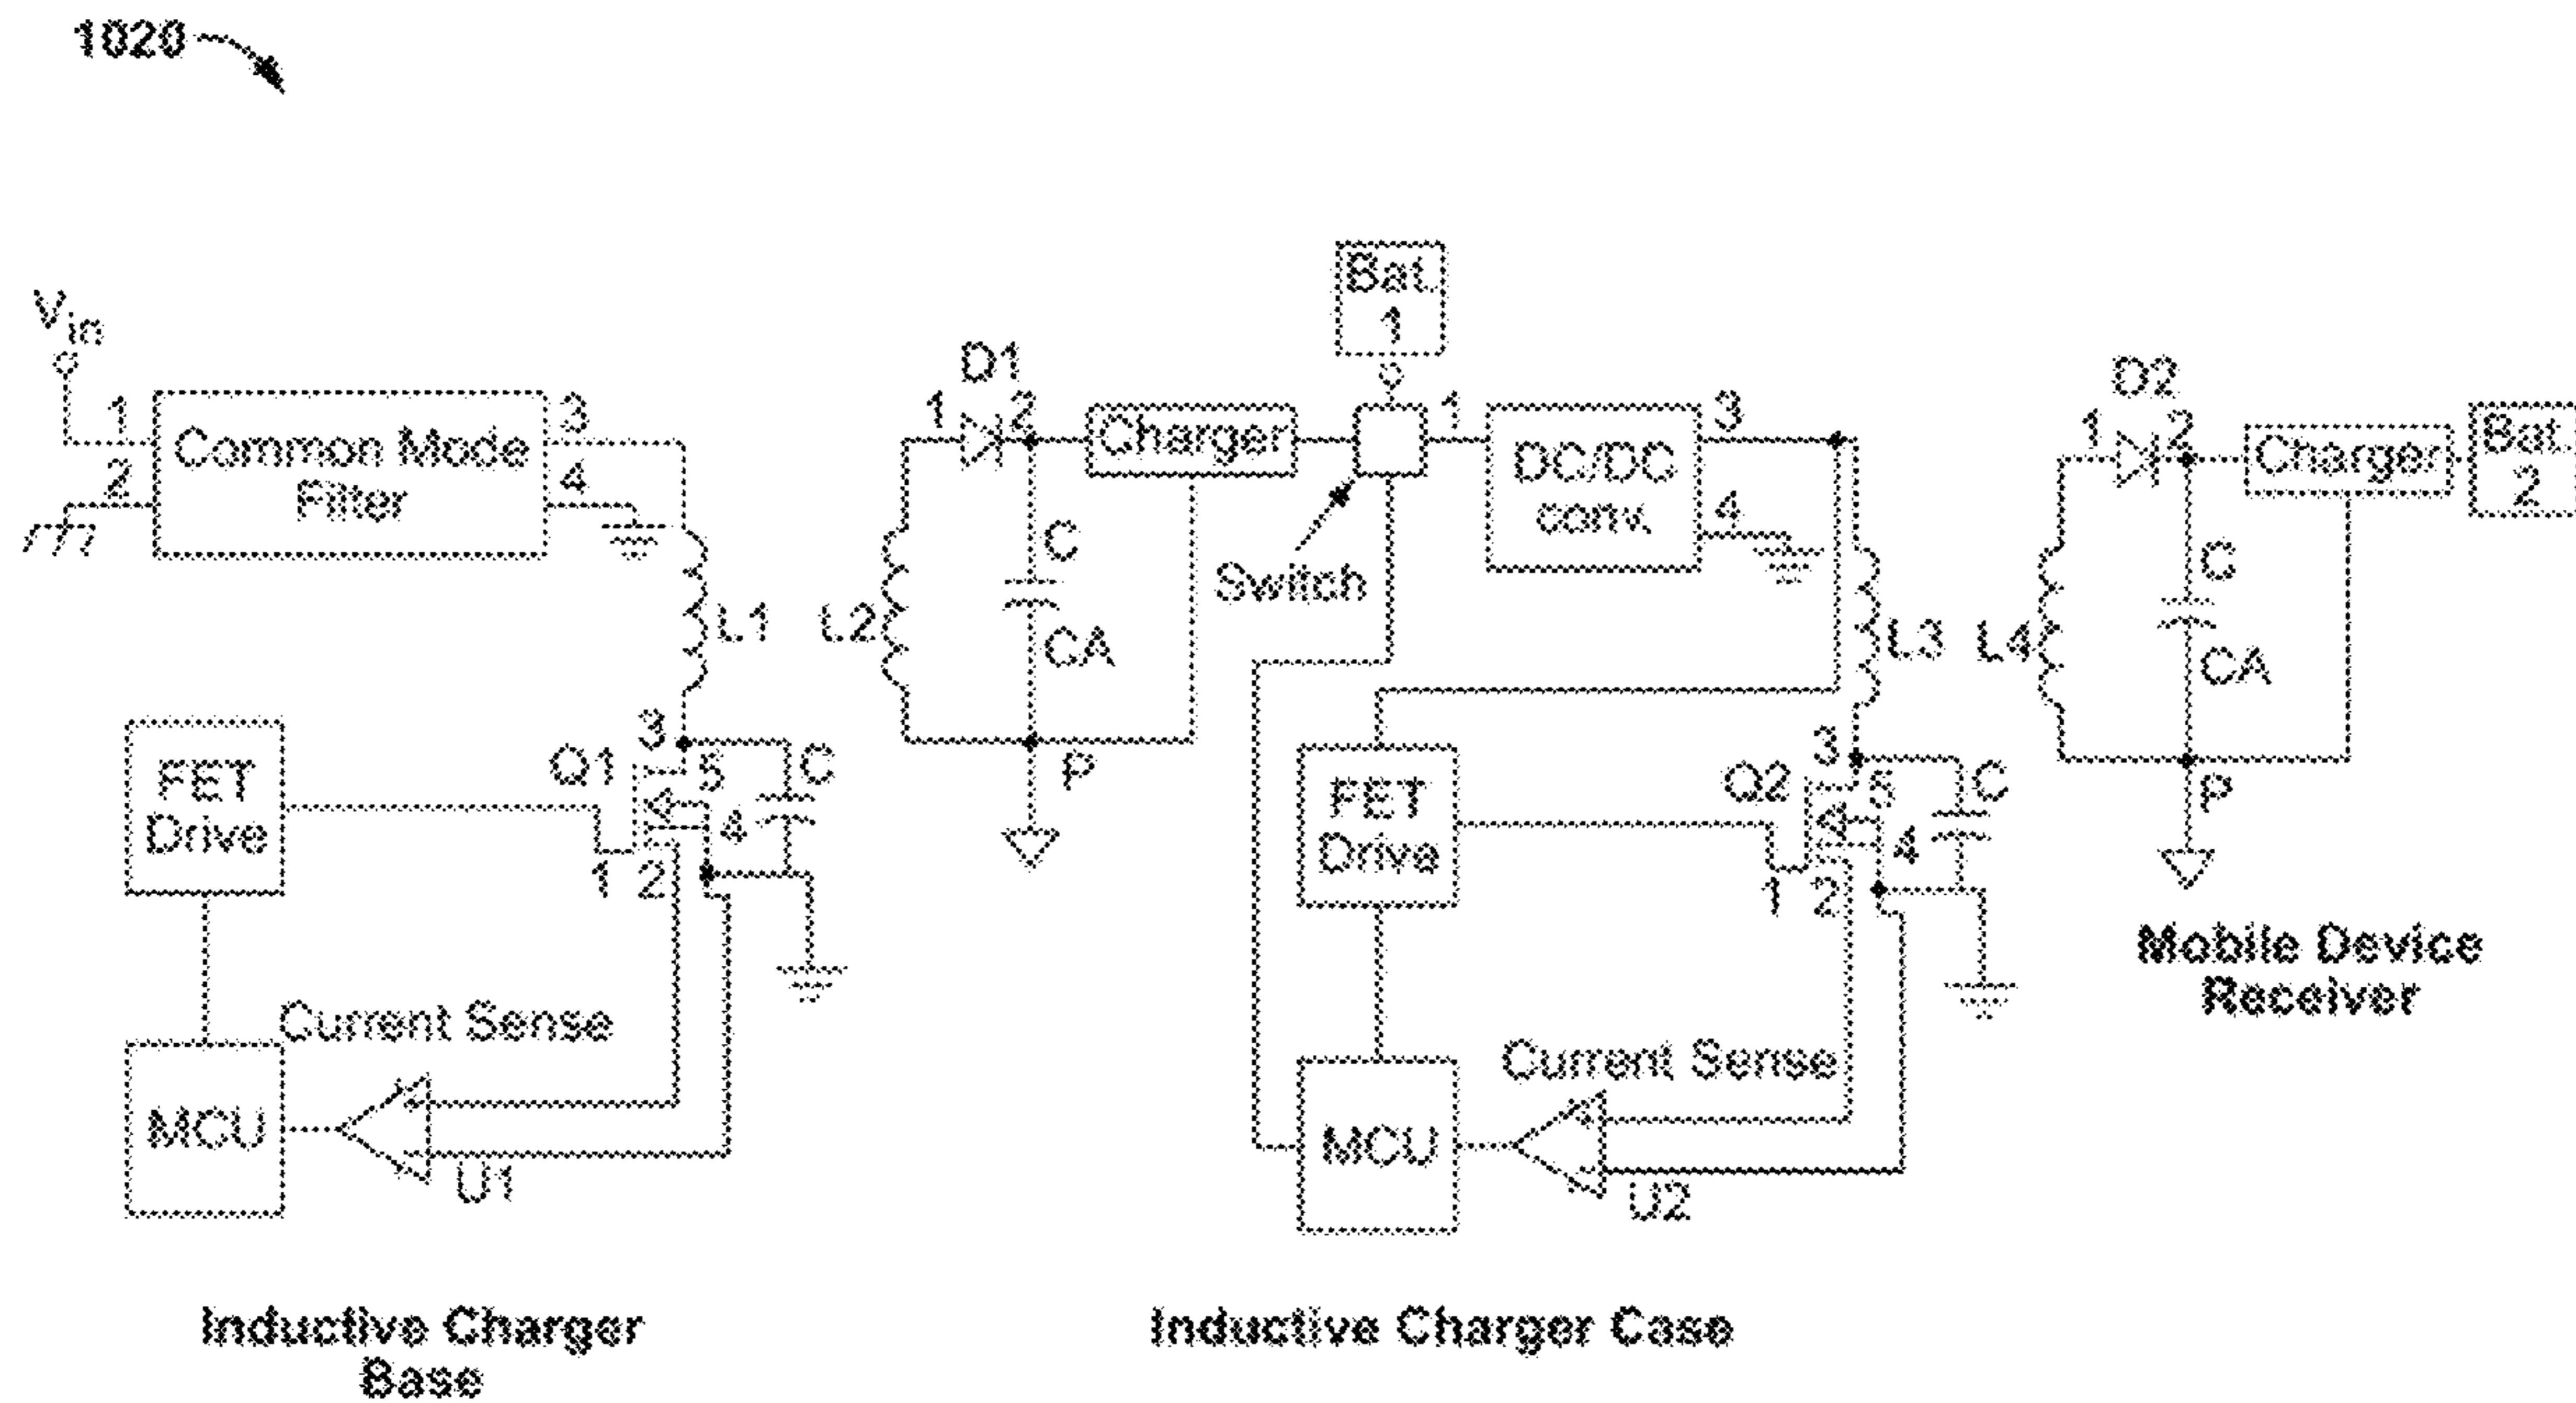 1020
Vin
1
2
Common Mode
Filter
3
4
L1
FET
Drive
Q1
3
5
4
C
1 2
Current Sense
MCU
U1
Inductive Charger
Base
L2
1
D1
2
C
CA
P
Charger
Bat.
1
Switch
1
DC/DC
conv.
3
4
L3
FET
Drive
Q2
3
5
4
C
1 2
Current Sense
MCU
U2
Inductive Charger Case
L4
1
D2
2
C
CA
P
Charger
Bat.
2
Mobile Device
Receiver